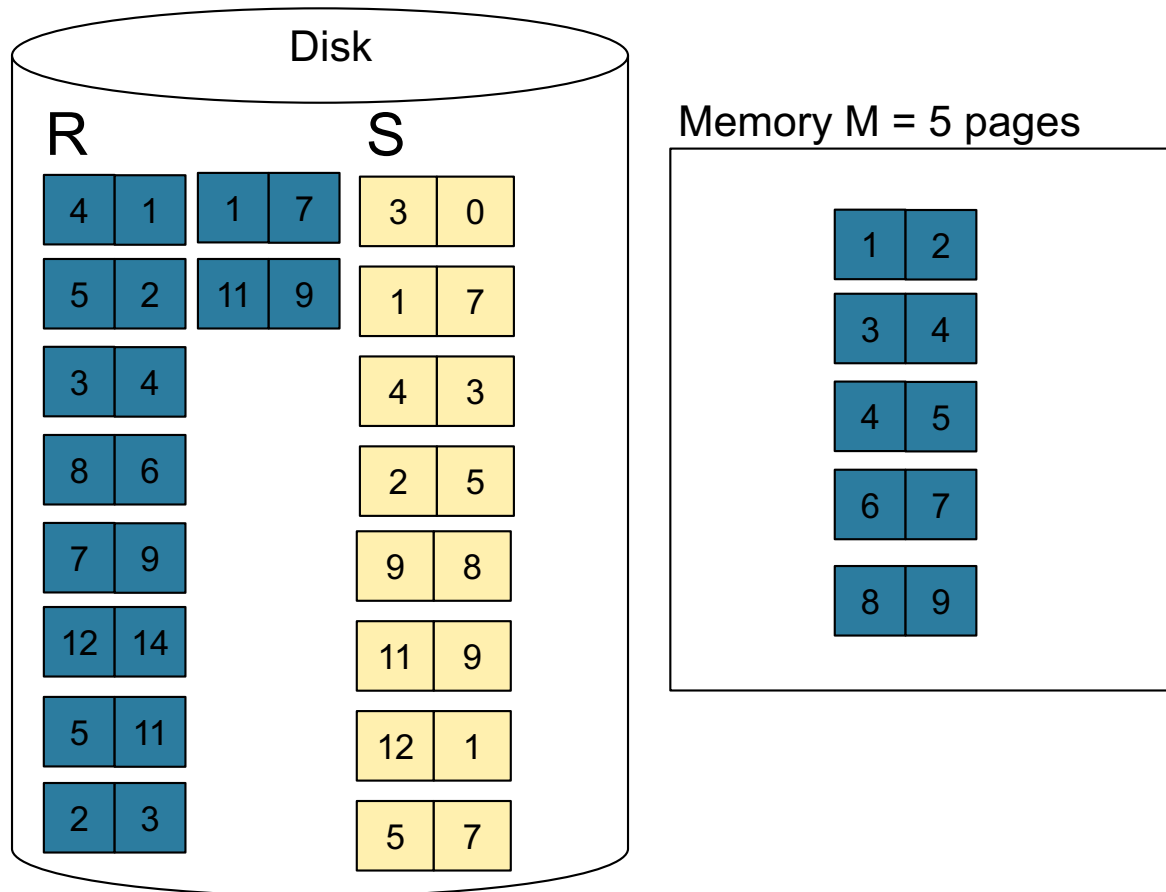 Disk
Memory M = 5 pages
R S
4 1 1 7 3 0
5 2 11 9 1 7
3 4 4 3
8 6 2 5
7 9 9 8
12 14 11 9
5 11 12 1
2 3 5 7
1 2
3 4
4 5
6 7
8 9